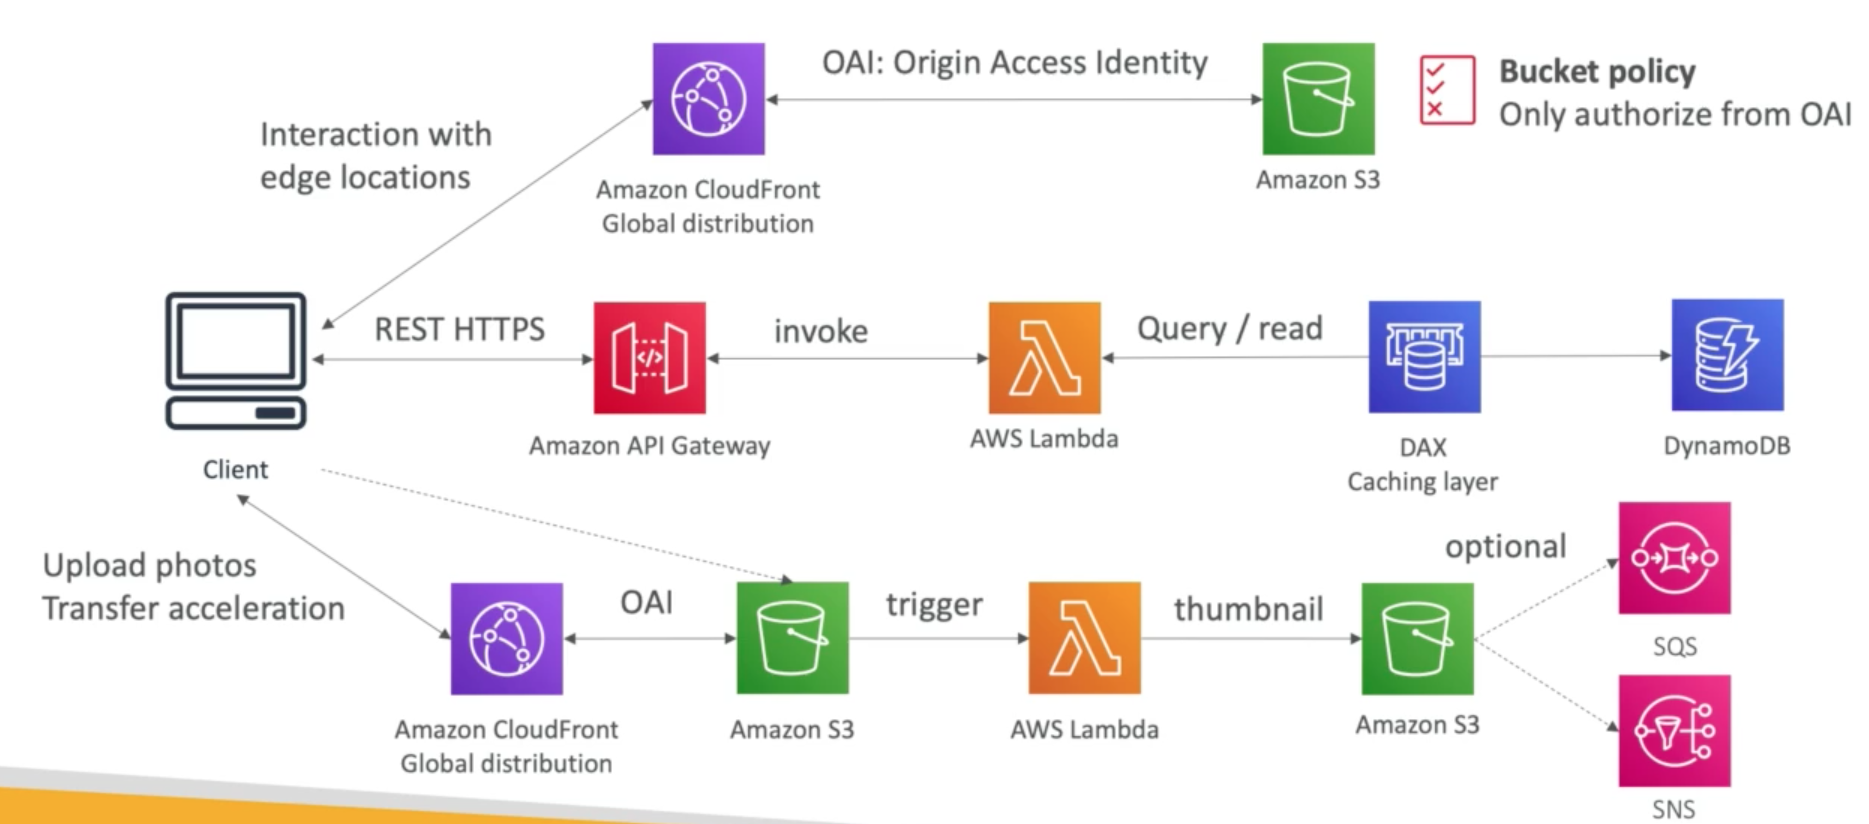 OAI: Origin Access Identity
Bucket policy
Only authorize from OAI
Interaction with
edge locations
Amazon CloudFront
Global distribution
Amazon S3
REST HTTPS
invoke
Query / read
</>
Amazon API Gateway
AWS Lambda
DAX
Caching layer
DynamoDB
Client
Upload photos
Transfer acceleration
OAI
trigger
thumbnail
optional
Amazon CloudFront
Global distribution
Amazon S3
AWS Lambda
Amazon S3
SQS
SNS